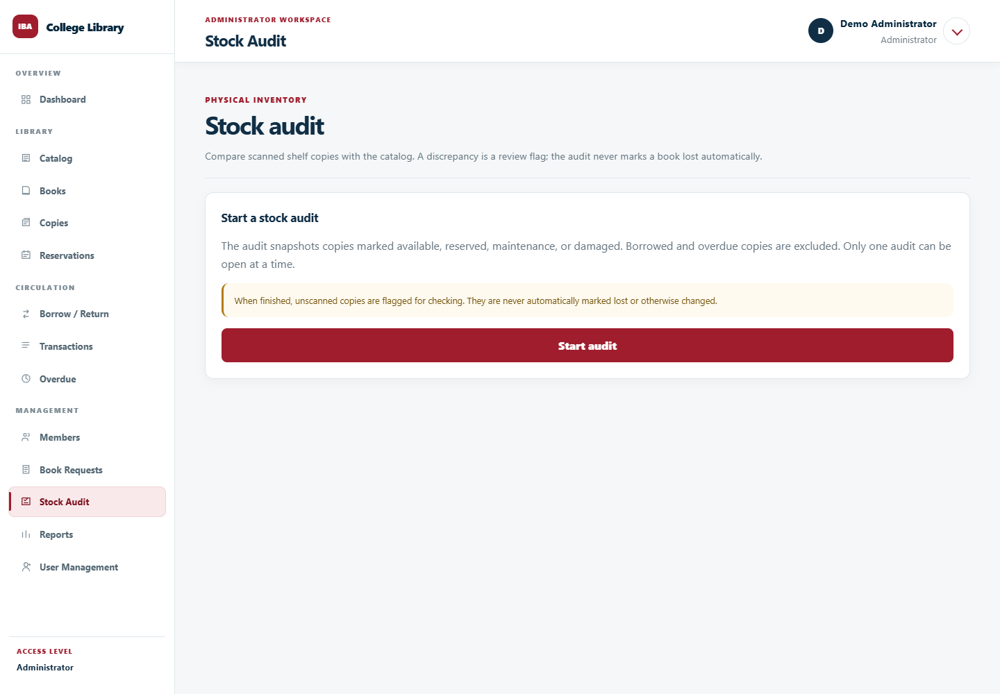 IBA
College Library
OVERVIEW
Dashboard
LIBRARY
Catalog
Books
Copies
Reservations
CIRCULATION
Borrow / Return
Transactions
Overdue
MANAGEMENT
Members
Book Requests
Stock Audit
Reports
User Management
ACCESS LEVEL
Administrator
ADMINISTRATOR WORKSPACE
Stock Audit
D
Demo Administrator
Administrator
PHYSICAL INVENTORY
Stock audit
Compare scanned shelf copies with the catalog. A discrepancy is a review flag; the audit never marks a book lost automatically.
Start a stock audit
The audit snapshots copies marked available, reserved, maintenance, or damaged. Borrowed and overdue copies are excluded. Only one audit can be
open at a time.
When finished, unscanned copies are flagged for checking. They are never automatically marked lost or otherwise changed.
Start audit